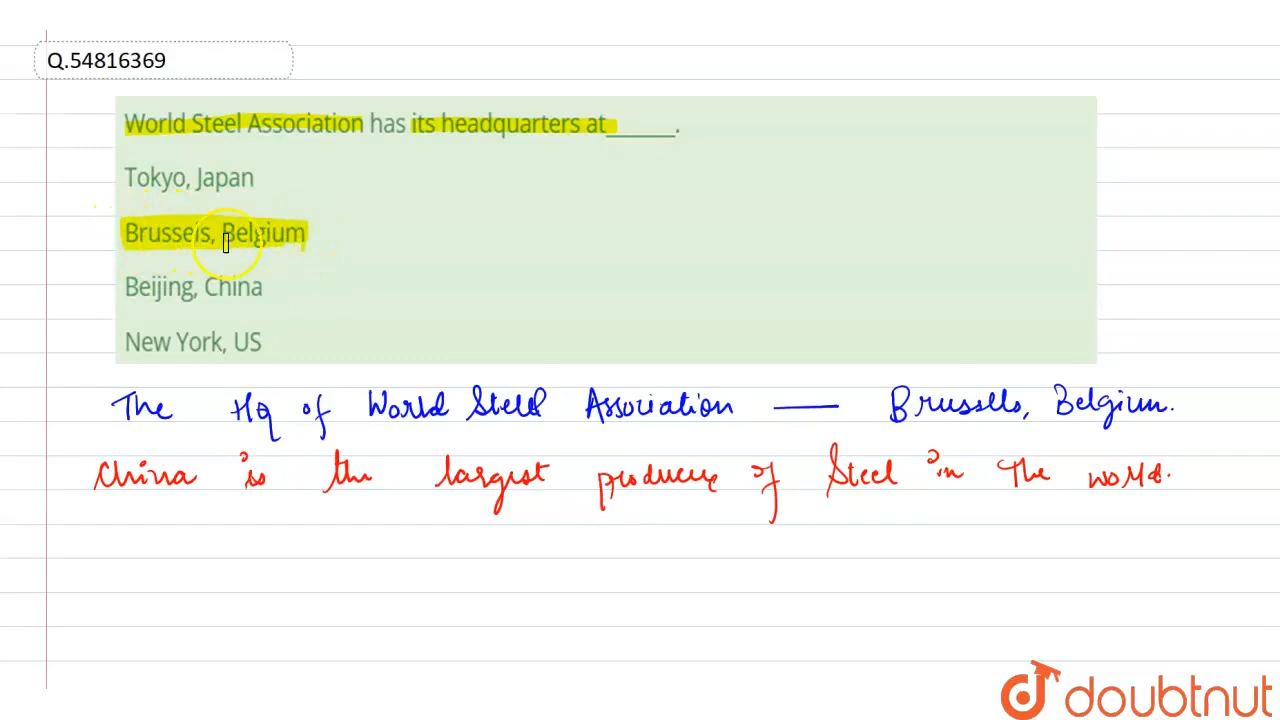 Q.54816369
World Steel Association has its headquarters at______.
Tokyo, Japan
Brussels, Belgium
Beijing, China
New York, US
The HQ of World Steel Association — Brussels, Belgium.
China is the largest producer of Steel in The world.
doubtnut